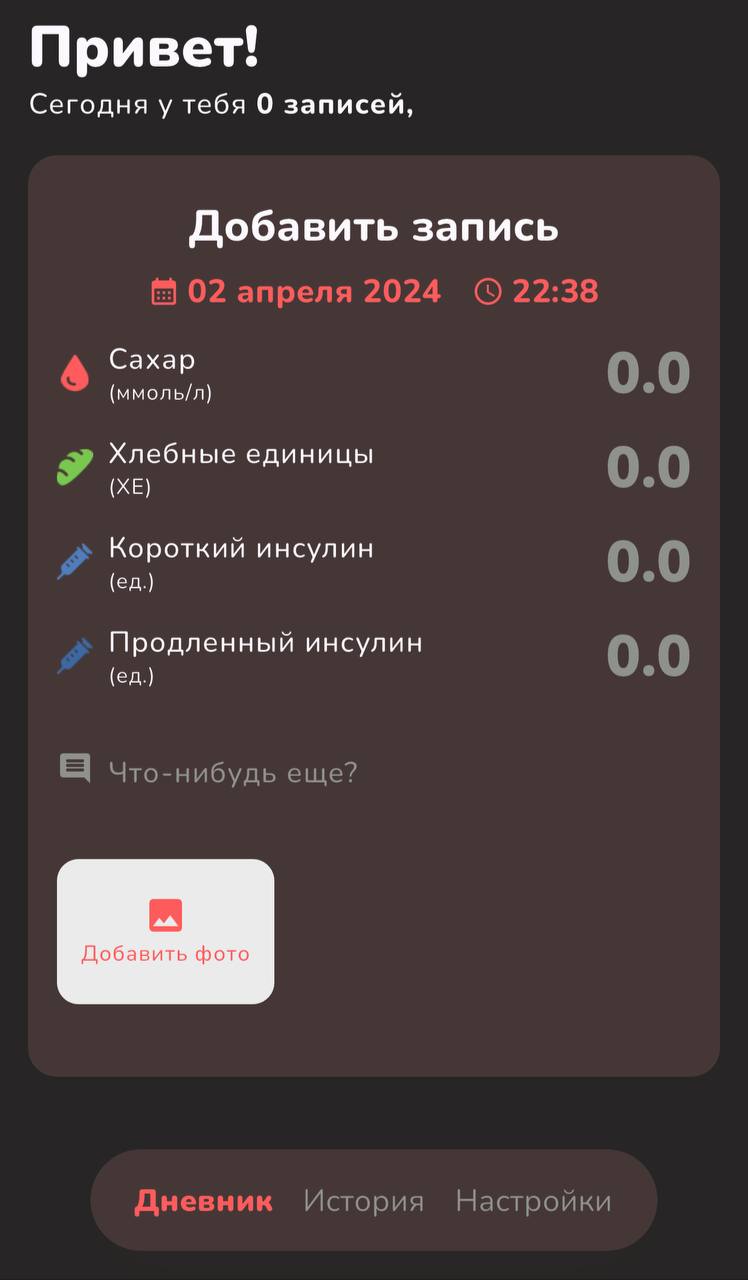 Привет!
Сегодня у тебя 0 записей,
Добавить запись
02 апреля 2024 22:38
Сахар
(ммоль/л)
0.0
Хлебные единицы
(ХЕ)
0.0
Короткий инсулин
(ед.)
0.0
Продленный инсулин
(ед.)
0.0
Что-нибудь еще?
Добавить фото
Дневник История Настройки